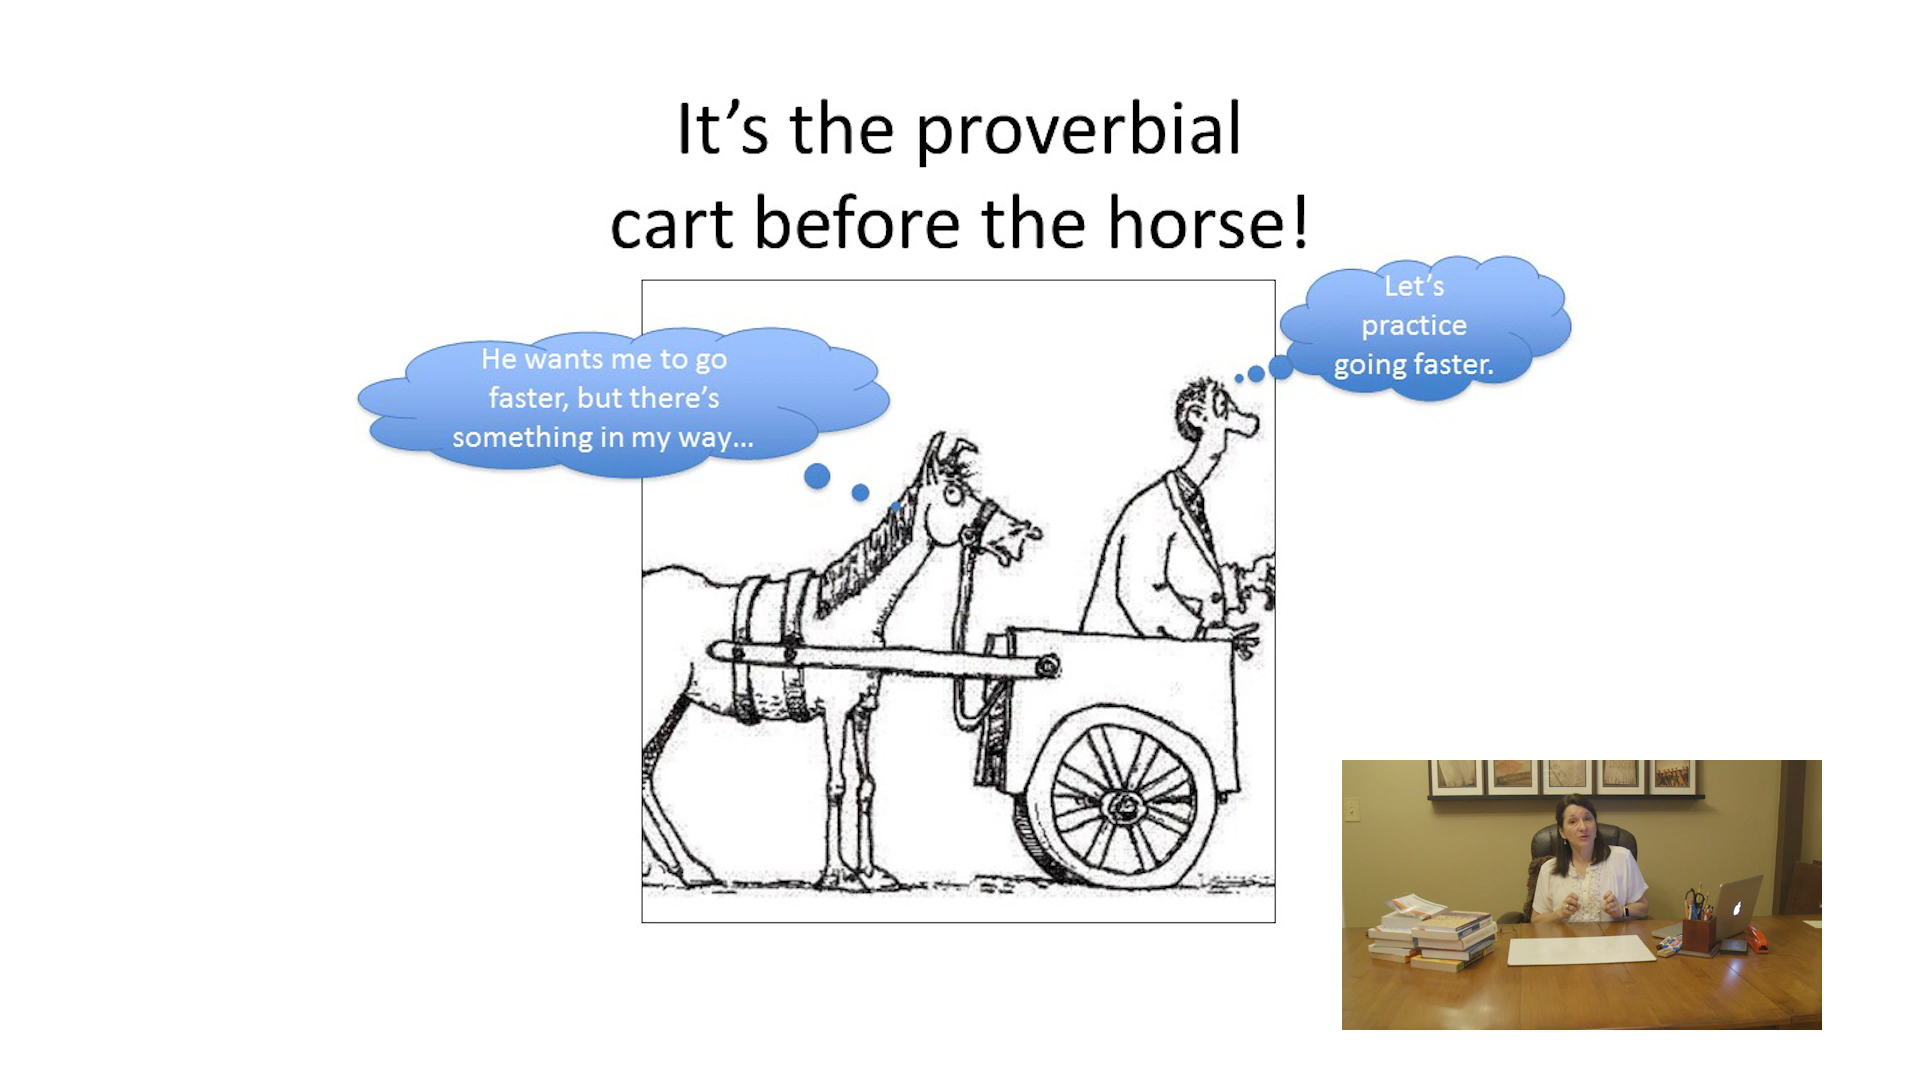 It’s the proverbial
cart before the horse!
Let’s
practice
going faster.
He wants me to go
faster, but there’s
something in my way...